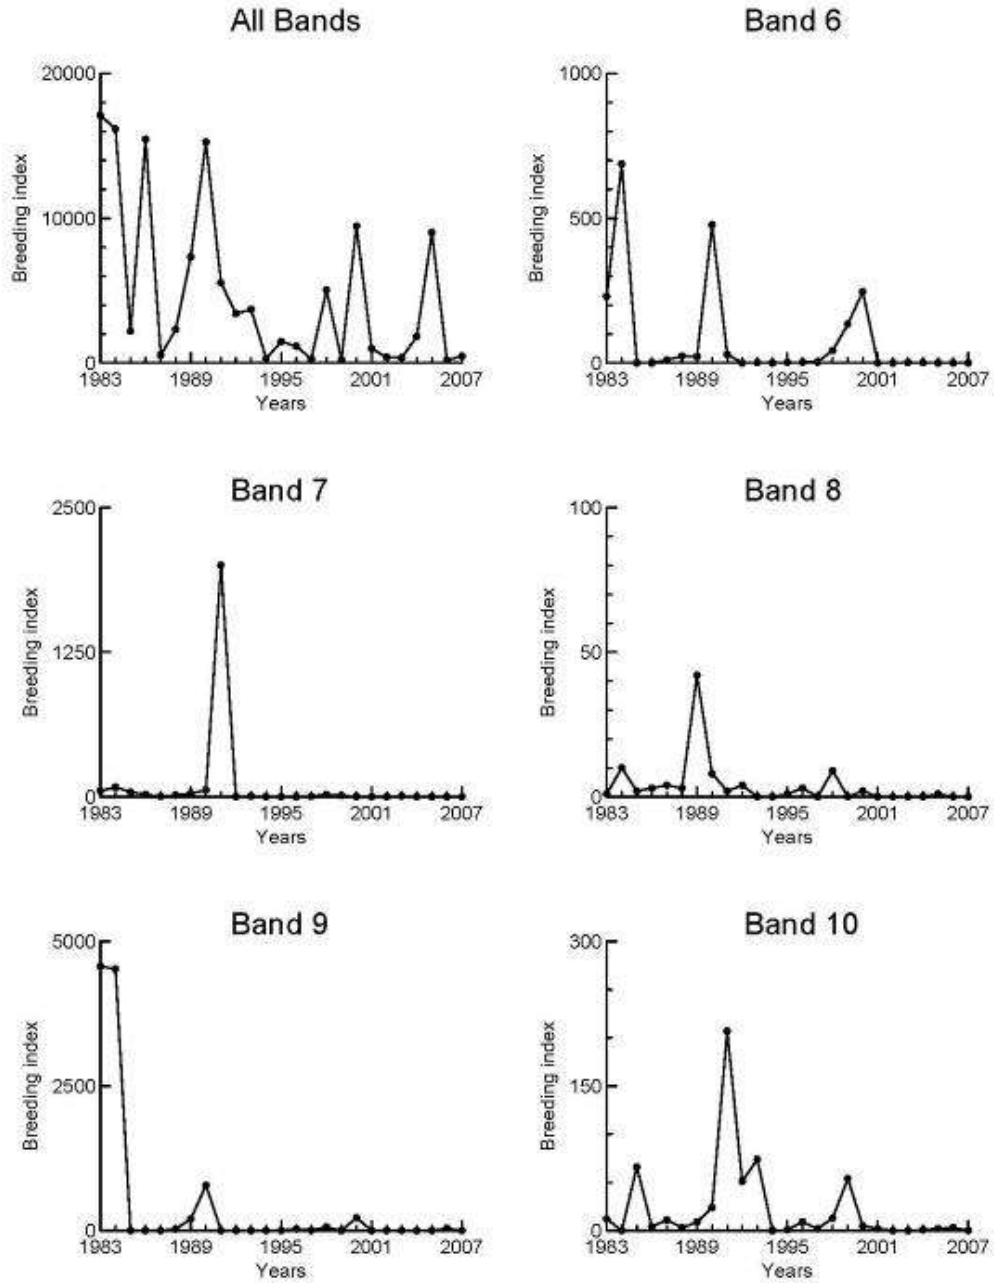 All Bands
20000
10000
0
Breeding index
1983 1989 1995 2001 2007
Years
Band 6
1000
500
0
Breeding index
1983 1989 1995 2001 2007
Years
Band 7
2500
1250
0
Breeding index
1983 1989 1995 2001 2007
Years
Band 8
100
50
0
Breeding index
1983 1989 1995 2001 2007
Years
Band 9
5000
2500
0
Breeding index
1983 1989 1995 2001 2007
Years
Band 10
300
150
0
Breeding index
1983 1989 1995 2001 2007
Years